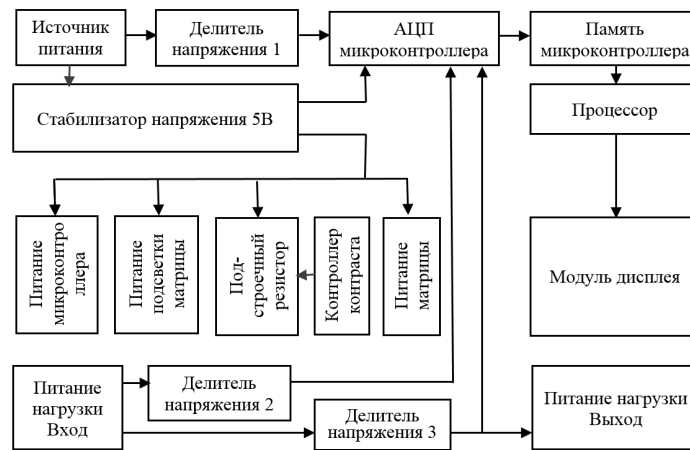 Источник
питания
Делитель
напряжения 1
АЦП
микроконтроллера
Память
микроконтроллера
Стабилизатор напряжения 5В
Процессор
Питание
микроконтро
ллера
Питание
подсветки
матрицы
Под-
строечный
резистор
Контроллер
контраста
Питание
матрицы
Модуль дисплея
Питание
нагрузки
Вход
Делитель
напряжения 2
Делитель
напряжения 3
Питание нагрузки
Выход